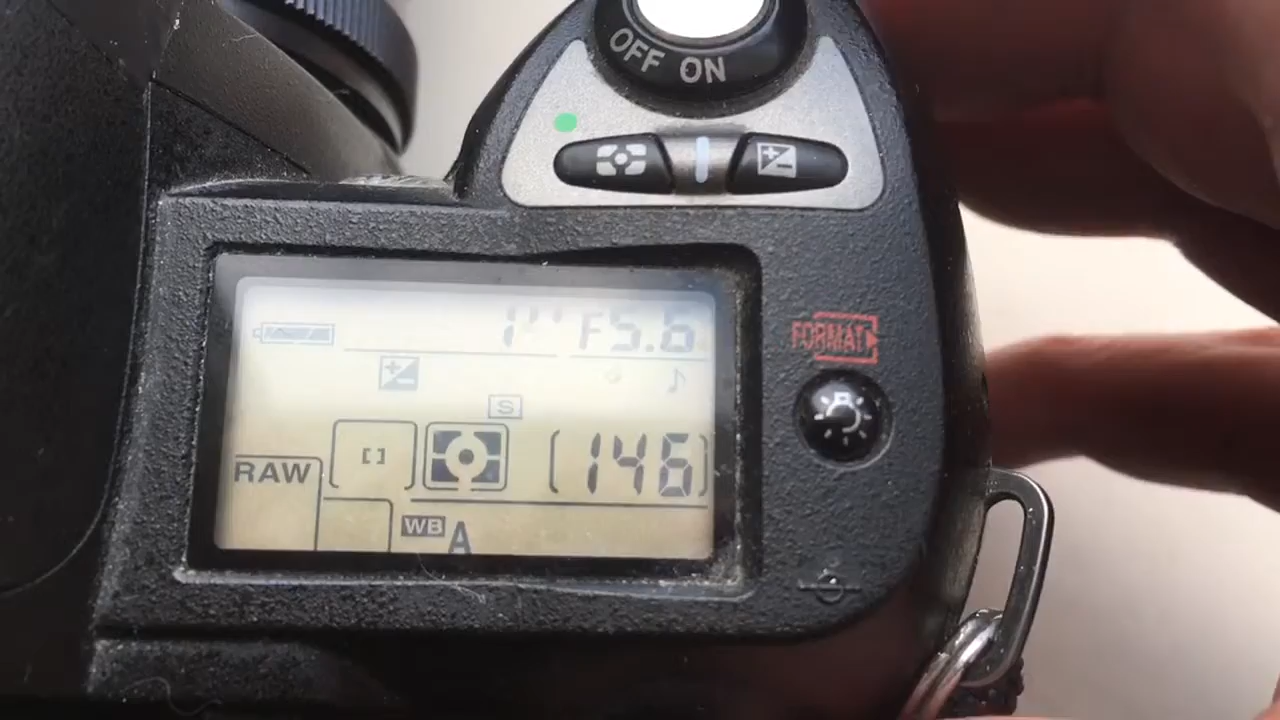 OFF ON
1" F5.6
FORMAT
S
RAW [ ] [146]
WB A